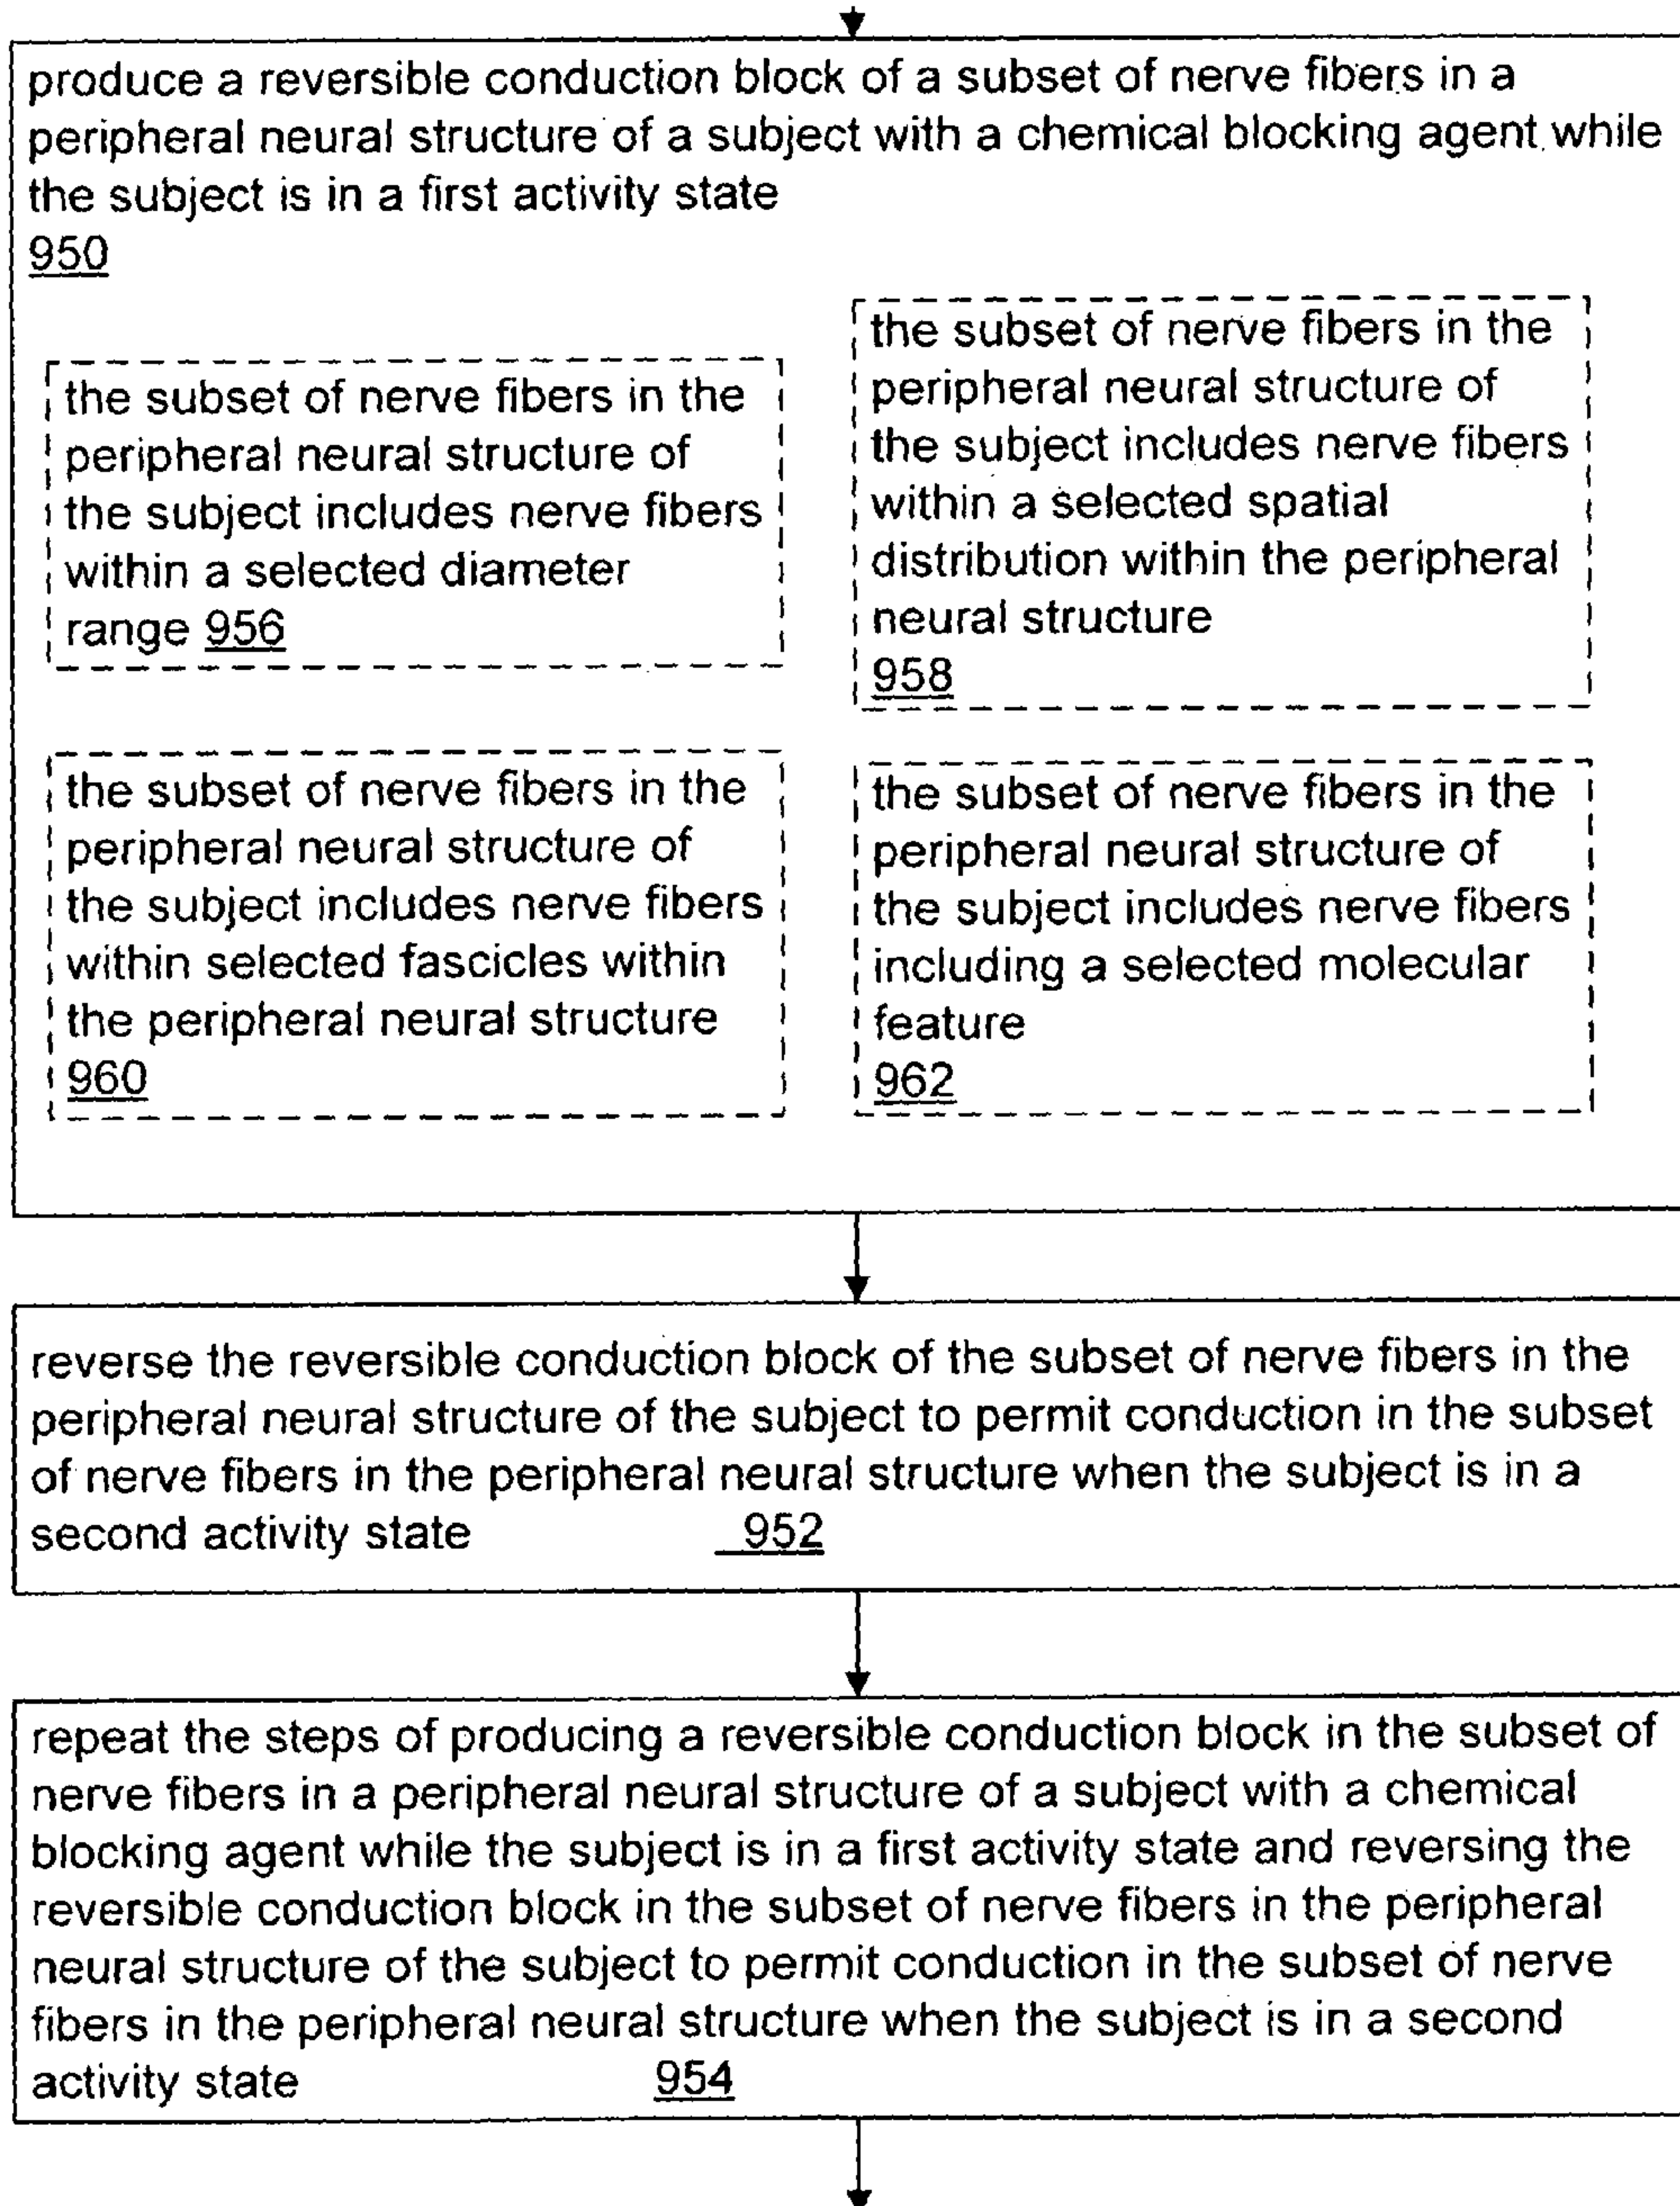 produce a reversible conduction block of a subset of nerve fibers in a
peripheral neural structure of a subject with a chemical blocking agent while
the subject is in a first activity state
950
the subset of nerve fibers in the
peripheral neural structure of
the subject includes nerve fibers
within a selected diameter
range 956
the subset of nerve fibers in the
peripheral neural structure of
the subject includes nerve fibers
within a selected spatial
distribution within the peripheral
neural structure
958
the subset of nerve fibers in the
peripheral neural structure of
the subject includes nerve fibers
within selected fascicles within
the peripheral neural structure
960
the subset of nerve fibers in the
peripheral neural structure of
the subject includes nerve fibers
including a selected molecular
feature
962
reverse the reversible conduction block of the subset of nerve fibers in the
peripheral neural structure of the subject to permit conduction in the subset
of nerve fibers in the peripheral neural structure when the subject is in a
second activity state 952
repeat the steps of producing a reversible conduction block in the subset of
nerve fibers in a peripheral neural structure of a subject with a chemical
blocking agent while the subject is in a first activity state and reversing the
reversible conduction block in the subset of nerve fibers in the peripheral
neural structure of the subject to permit conduction in the subset of nerve
fibers in the peripheral neural structure when the subject is in a second
activity state 954